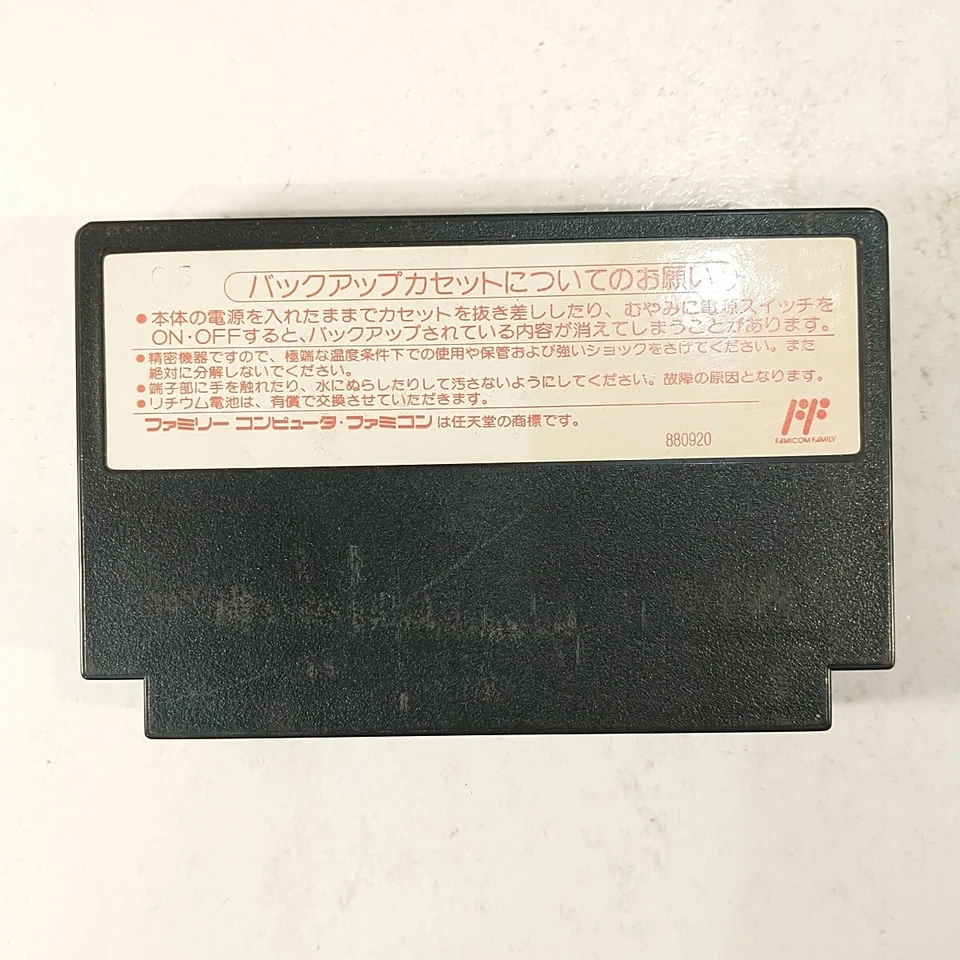 05
バックアップカセットについてのお願い
●本体の電源を入れたままでカセットを抜き差ししたり、むやみに電源スイッチを
ON・OFFすると、バックアップされている内容が消えてしまうことがあります。
●精密機器ですので、極端な温度条件下での使用や保管および強いショックをさけてください。また
絶対に分解しないでください。
●端子部に手を触れたり、水にぬらしたりして汚さないようにしてください。故障の原因となります。
●リチウム電池は、有償で交換させていただきます。
ファミリー コンピュータ・ファミコンは任天堂の商標です。
880920
FAMICOM FAMILY